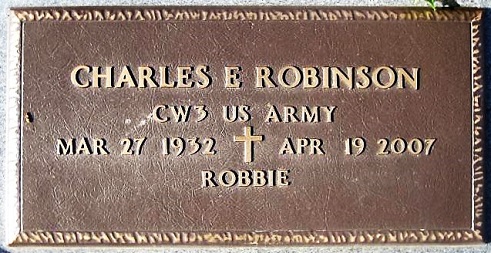 CHARLES E ROBINSON
CW3 US ARMY
MAR 27 1932 APR 19 2007
ROBBIE